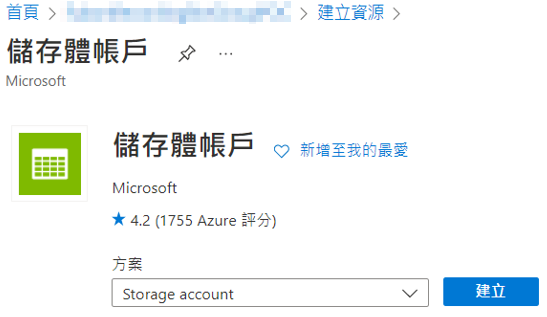 首頁 > > 建立資源 >
儲存體帳戶 ...
Microsoft
儲存體帳戶 新增至我的最愛
Microsoft
★ 4.2 (1755 Azure 評分)
方案
Storage account 建立